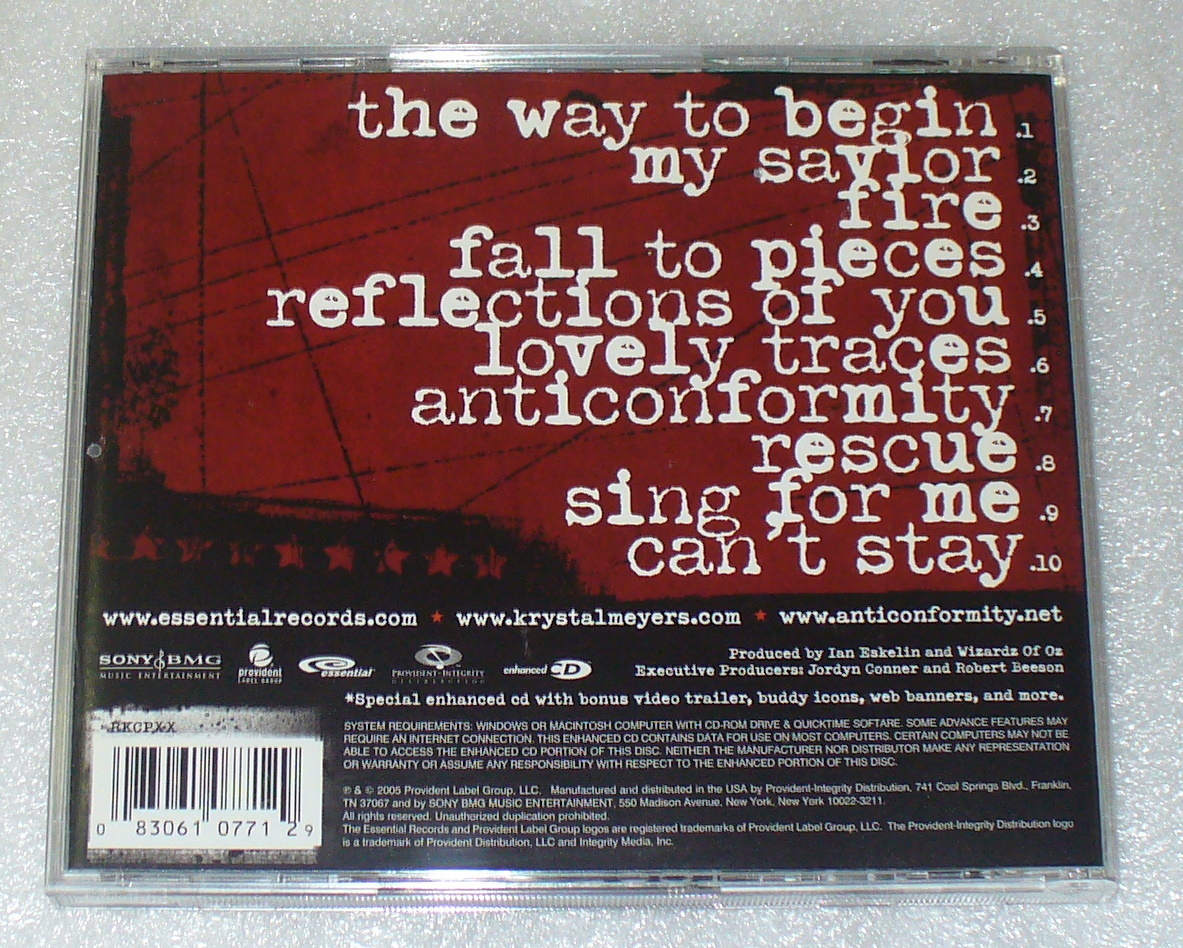 the way to begin .1
my savior .2
fire .3
fall to pieces .4
reflections of you .5
lovely traces .6
anticonformity .7
rescue .8
sing for me .9
can't stay .10
www.essentialrecords.com ★ www.krystalmeyers.com ★ www.anticonformity.net
SONY BMG
MUSIC ENTERTAINMENT
provident
LABEL GROUP
essential
PROVIDENT-INTEGRITY
DISTRIBUTION
enhanced CD
Produced by Ian Eskelin and Wizardz Of Oz
Executive Producers: Jordyn Conner and Robert Beeson
*Special enhanced cd with bonus video trailer, buddy icons, web banners, and more.
SYSTEM REQUIREMENTS: WINDOWS OR MACINTOSH COMPUTER WITH CD-ROM DRIVE & QUICKTIME SOFTARE. SOME ADVANCE FEATURES MAY
REQUIRE AN INTERNET CONNECTION. THIS ENHANCED CD CONTAINS DATA FOR USE ON MOST COMPUTERS. CERTAIN COMPUTERS MAY NOT BE
ABLE TO ACCESS THE ENHANCED CD PORTION OF THIS DISC. NEITHER THE MANUFACTURER NOR DISTRIBUTOR MAKE ANY REPRESENTATION
OR WARRANTY OR ASSUME ANY RESPONSIBILITY WITH RESPECT TO THE ENHANCED PORTION OF THIS DISC.
℗ & © 2005 Provident Label Group, LLC. Manufactured and distributed in the USA by Provident-Integrity Distribution, 741 Cool Springs Blvd., Franklin,
TN 37067 and by SONY BMG MUSIC ENTERTAINMENT, 550 Madison Avenue, New York, New York 10022-3211.
All rights reserved. Unauthorized duplication prohibited.
The Essential Records and Provident Label Group logos are registered trademarks of Provident Label Group, LLC. The Provident-Integrity Distribution logo
is a trademark of Provident Distribution, LLC and Integrity Media, Inc.
0 83061 0771 2 9